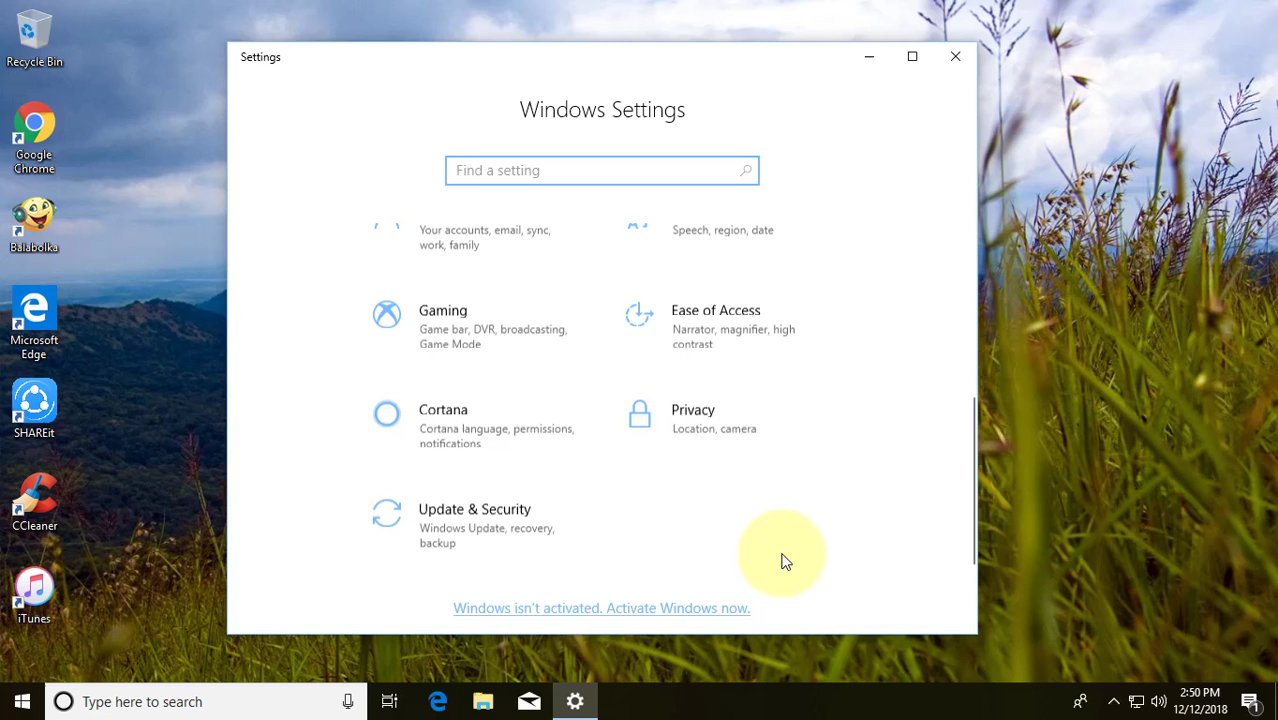 Recycle Bin
Google
Chrome
Balabolka
Microsoft
Edge
SHAREit
CCleaner
iTunes
Settings
Windows Settings
Find a setting
Your accounts, email, sync,
work, family
Speech, region, date
Gaming
Game bar, DVR, broadcasting,
Game Mode
Ease of Access
Narrator, magnifier, high
contrast
Cortana
Cortana language, permissions,
notifications
Privacy
Location, camera
Update & Security
Windows Update, recovery,
backup
Windows isn't activated. Activate Windows now.
Type here to search
2:50 PM
12/12/2018
1